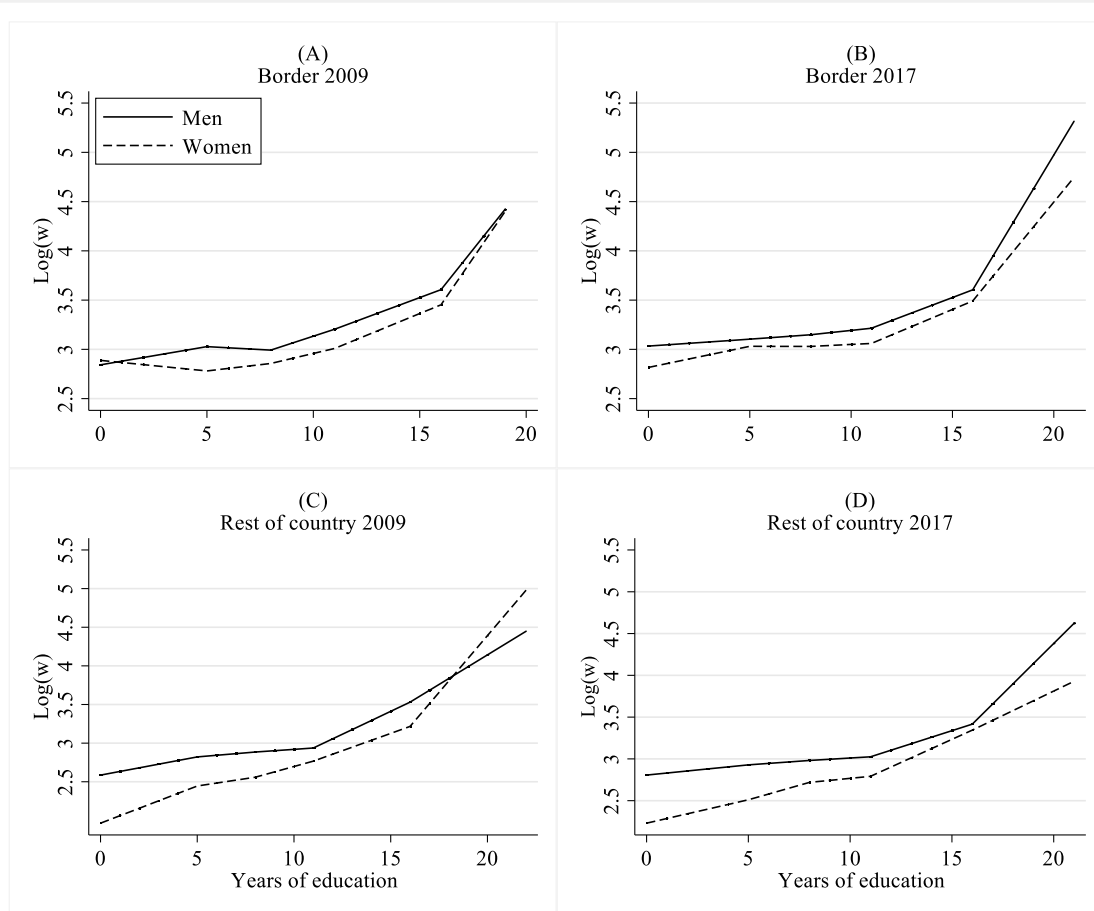 (A)
Border 2009
Men
Women
Log(w)
5.5
5
4.5
4
3.5
3
2.5
0 5 10 15 20
(B)
Border 2017
Log(w)
5.5
5
4.5
4
3.5
3
2.5
0 5 10 15 20
(C)
Rest of country 2009
Log(w)
5.5
5
4.5
4
3.5
3
2.5
0 5 10 15 20
Years of education
(D)
Rest of country 2017
Log(w)
5.5
5
4.5
4
3.5
3
2.5
0 5 10 15 20
Years of education